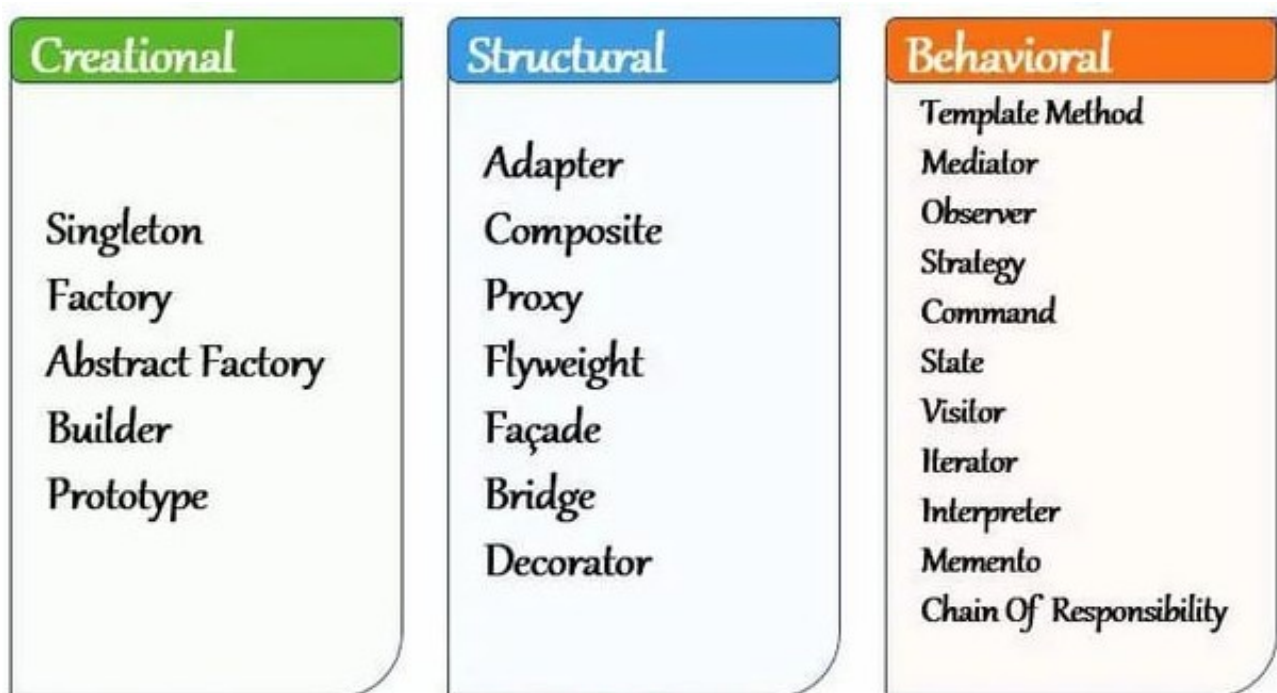 Creational
Singleton
Factory
Abstract Factory
Builder
Prototype
Structural
Adapter
Composite
Proxy
Flyweight
Façade
Bridge
Decorator
Behavioral
Template Method
Mediator
Observer
Strategy
Command
State
Visitor
Iterator
Interpreter
Memento
Chain Of Responsibility